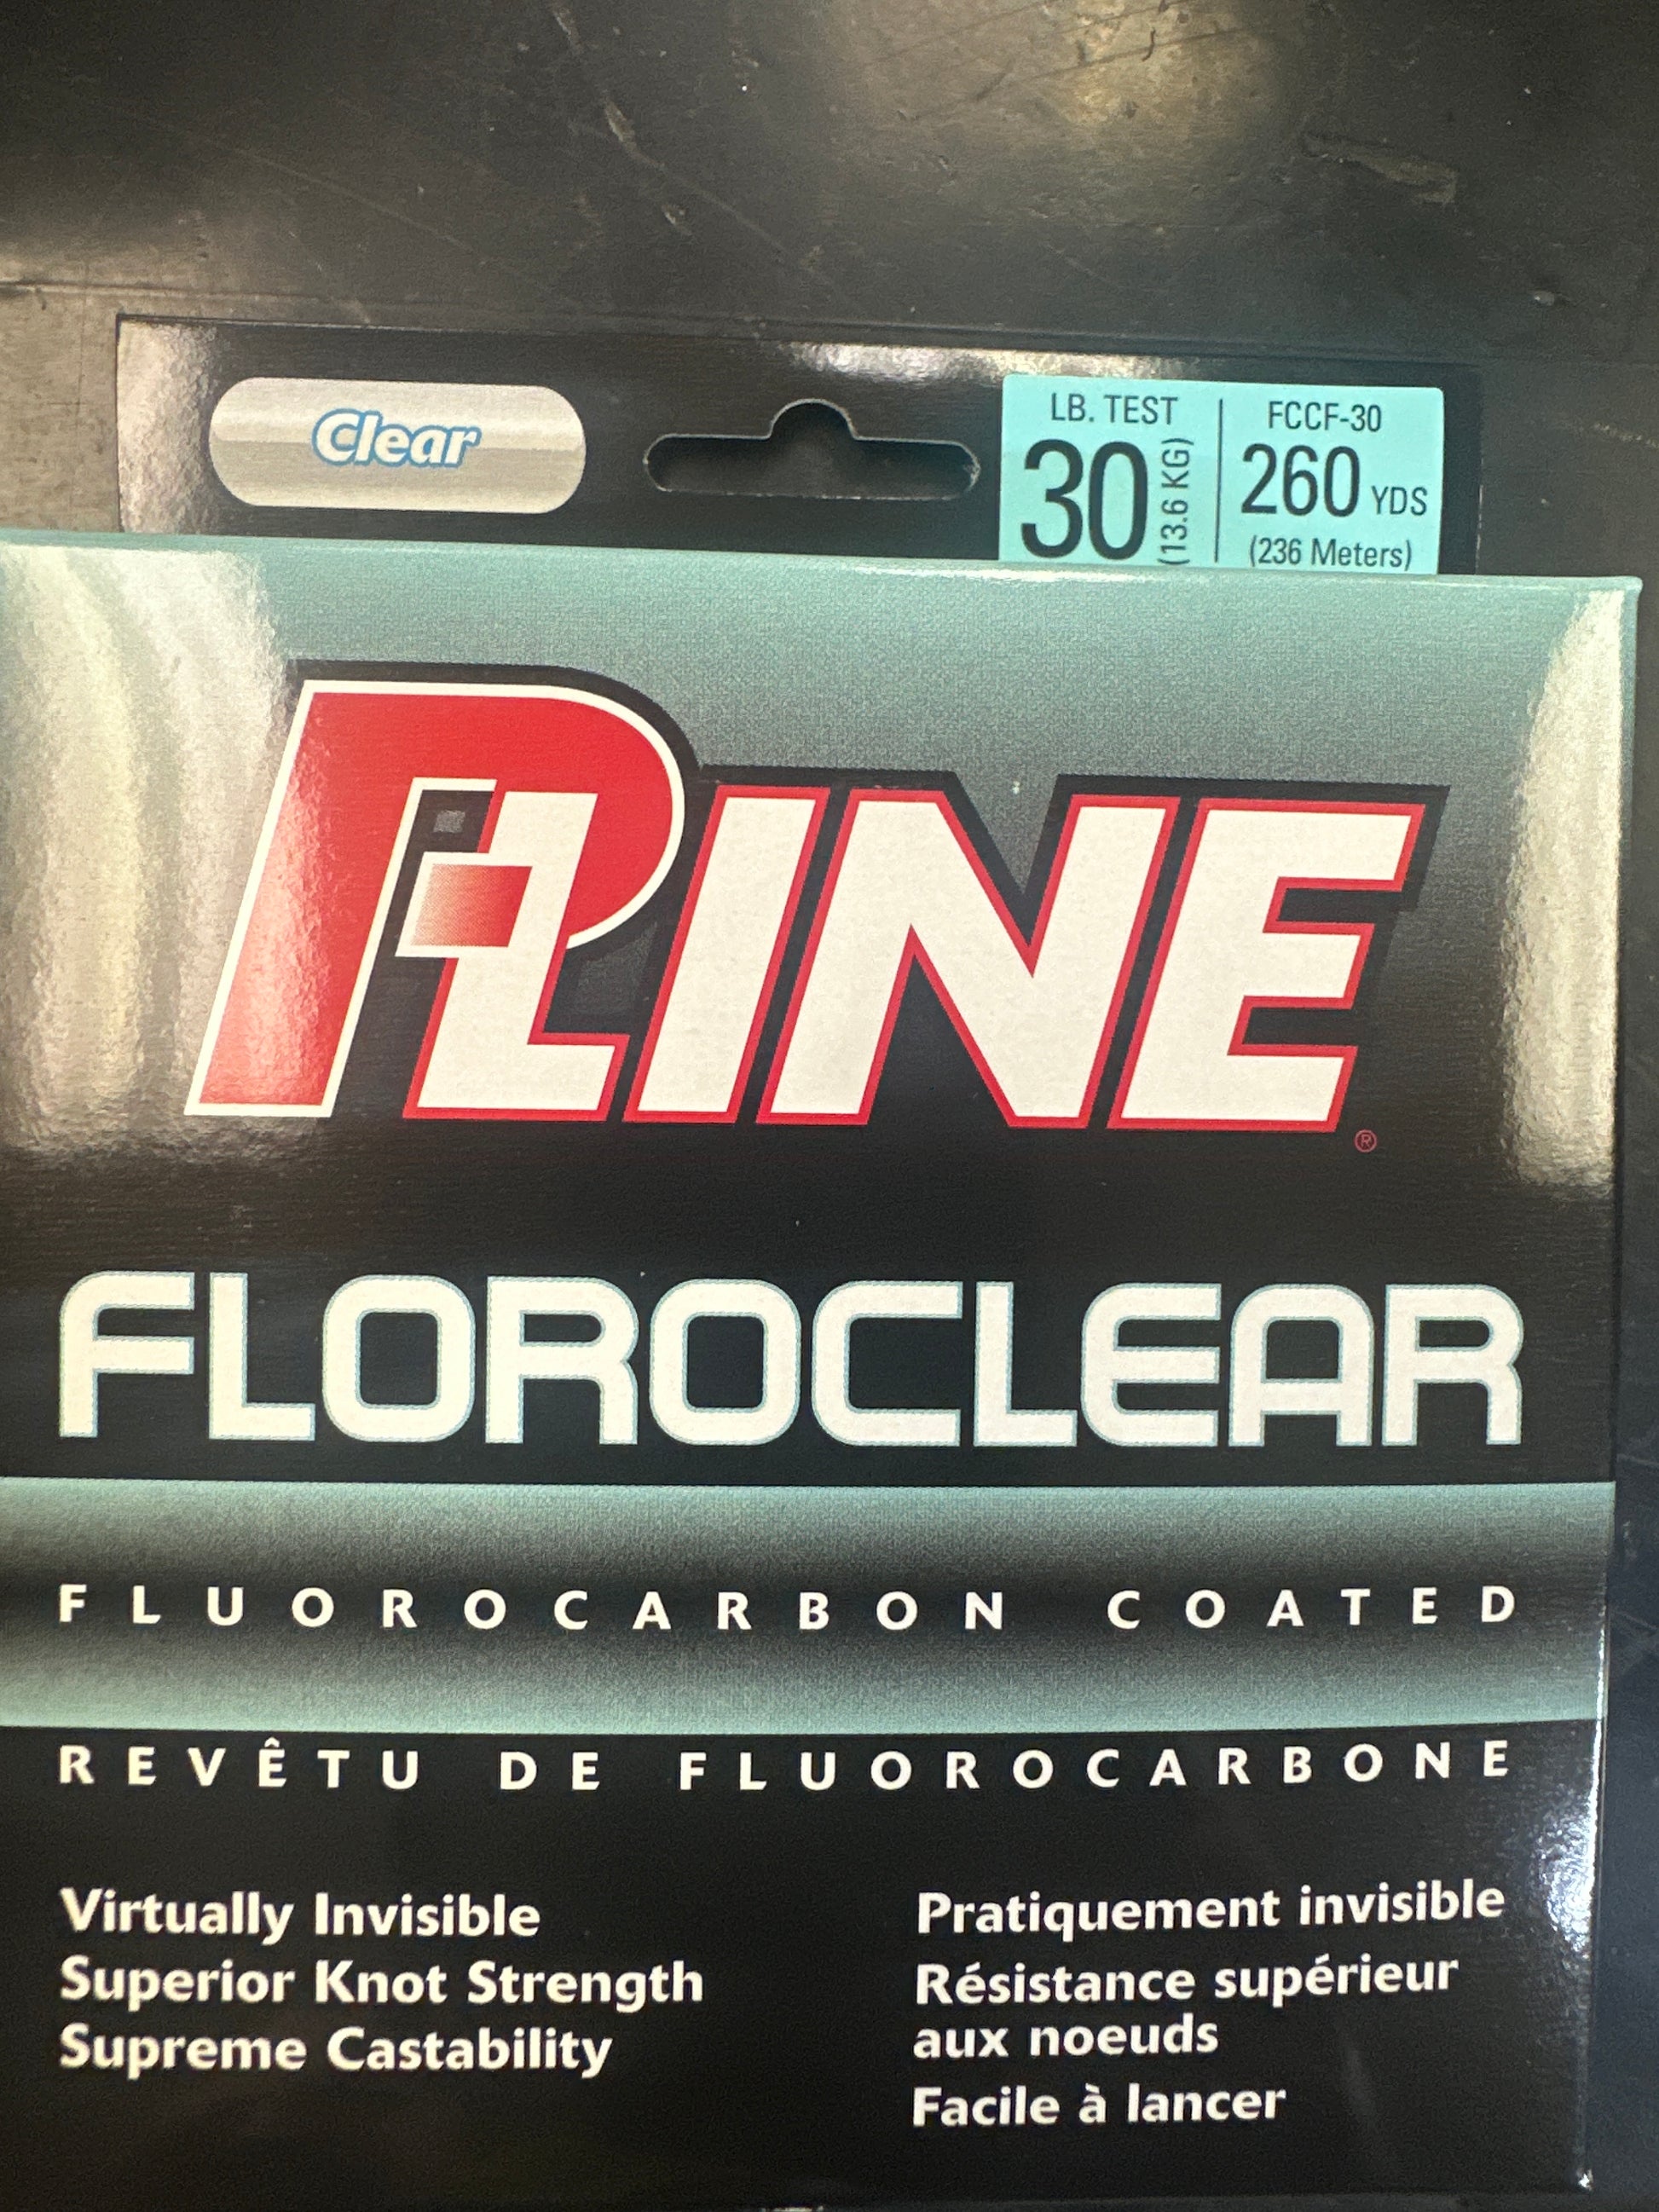 Clear
LB. TEST
30 (13.6 KG)
FCCF-30
260 YDS
(236 Meters)
P-LINE®
FLOROCLEAR
FLUOROCARBON COATED
REVÊTU DE FLUOROCARBONE
Virtually Invisible
Superior Knot Strength
Supreme Castability
Pratiquement invisible
Résistance supérieur
aux noeuds
Facile à lancer